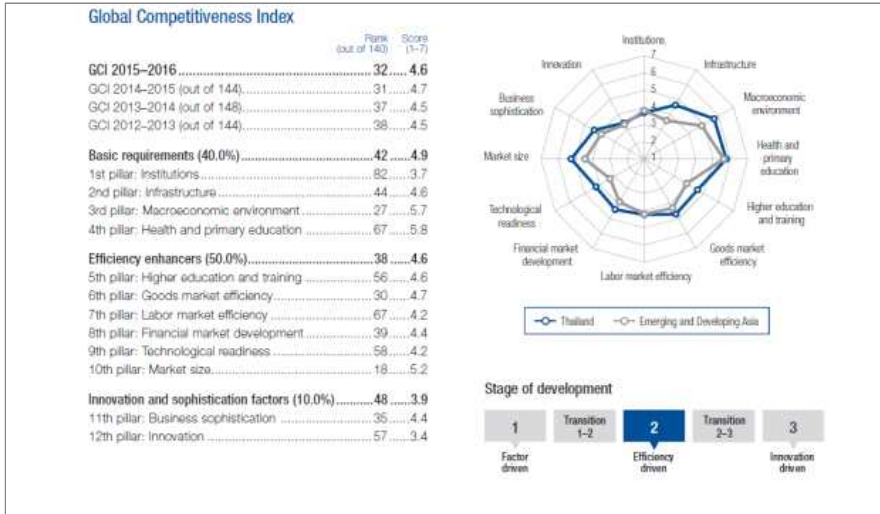 Global Competitiveness Index
Rank Score
(out of 140) (1–7)
GCI 2015–2016 32 4.6
GCI 2014–2015 (out of 144) 31 4.7
GCI 2013–2014 (out of 148) 37 4.5
GCI 2012–2013 (out of 144) 38 4.5
Basic requirements (40.0%) 42 4.9
1st pillar: Institutions 82 3.7
2nd pillar: Infrastructure 44 4.6
3rd pillar: Macroeconomic environment 27 5.7
4th pillar: Health and primary education 67 5.8
Efficiency enhancers (50.0%) 38 4.6
5th pillar: Higher education and training 56 4.6
6th pillar: Goods market efficiency 30 4.7
7th pillar: Labor market efficiency 67 4.2
8th pillar: Financial market development 39 4.4
9th pillar: Technological readiness 58 4.2
10th pillar: Market size 18 5.2
Innovation and sophistication factors (10.0%) 48 3.9
11th pillar: Business sophistication 35 4.4
12th pillar: Innovation 57 3.4
Institutions
Infrastructure
Macroeconomic
environment
Health and
primary
education
Higher education
and training
Goods market
efficiency
Labor market efficiency
Financial market
development
Technological
readiness
Market size
Business
sophistication
Innovation
7
6
5
4
3
2
1
Thailand
Emerging and Developing Asia
Stage of development
1
Transition
1–2
2
Transition
2–3
3
Factor
driven
Efficiency
driven
Innovation
driven